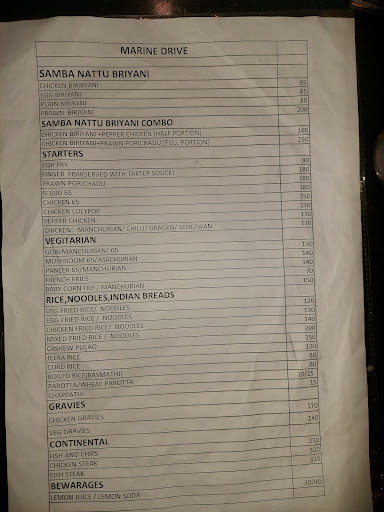 MARINE DRIVE
SAMBA NATTU BRIYANI
CHICKEN BIRIRYANI 95
EGG BIRIYANI 85
PLAIN BIRIYANI 80
PRAWN BIRIYANI 200
SAMBA NATTU BRIYANI COMBO
CHICKEN BIRIYANI+PEPPER CHICKEN (HALF PORTION) 165
CHICKEN BIRIYANI+PRAWN PORICHADU (FULL PORTION) 250
STARTERS
FISH FRY 90
FINGER FISH(SERVED WITH TARTER SOUCE) 180
PRAWN PORICHADU 180
SQUID 65 180
CHICKEN 65 150
CHICKEN LOLYPOP 170
PEPPER CHICKEN 170
CHICKEN MANCHURIAN/ CHILLI/ DRAGEN/ SCHEZWAN 170
VEGITARIAN
GOBI MANCHURIAN/ 65 130
MUSHROOM 65/ MACHURIAN 140
PANEER 65/MANCHURIAN 140
FRENCH FRIES 70
BABY CORN FRY / MANCHURIAN 150
RICE,NOODLES,INDIAN BREADS
VEG FRIED RICE/ NOODLES 120
EGG FRIED RICE / NOODLES 130
CHICKEN FRIED RICE/ NOODLES 140
MIXED FRIED RICE / NOODLES 200
CASHEW PULAO 150
JEERA RICE 120
CURD RICE 80
BOILED RICE(BASMATHI) 80
PAROTTA/WHEAT PAROTTA 20/25
CHAPPATHI 15
GRAVIES
CHICKEN GRAVIES 170
VEG GRAVIES 140
CONTINENTAL
FISH AND CHIPS 250
CHICKEN STEAK 300
FISH STEAK 330
BEWARAGES
LEMON JUICE / LEMON SODA 30/40